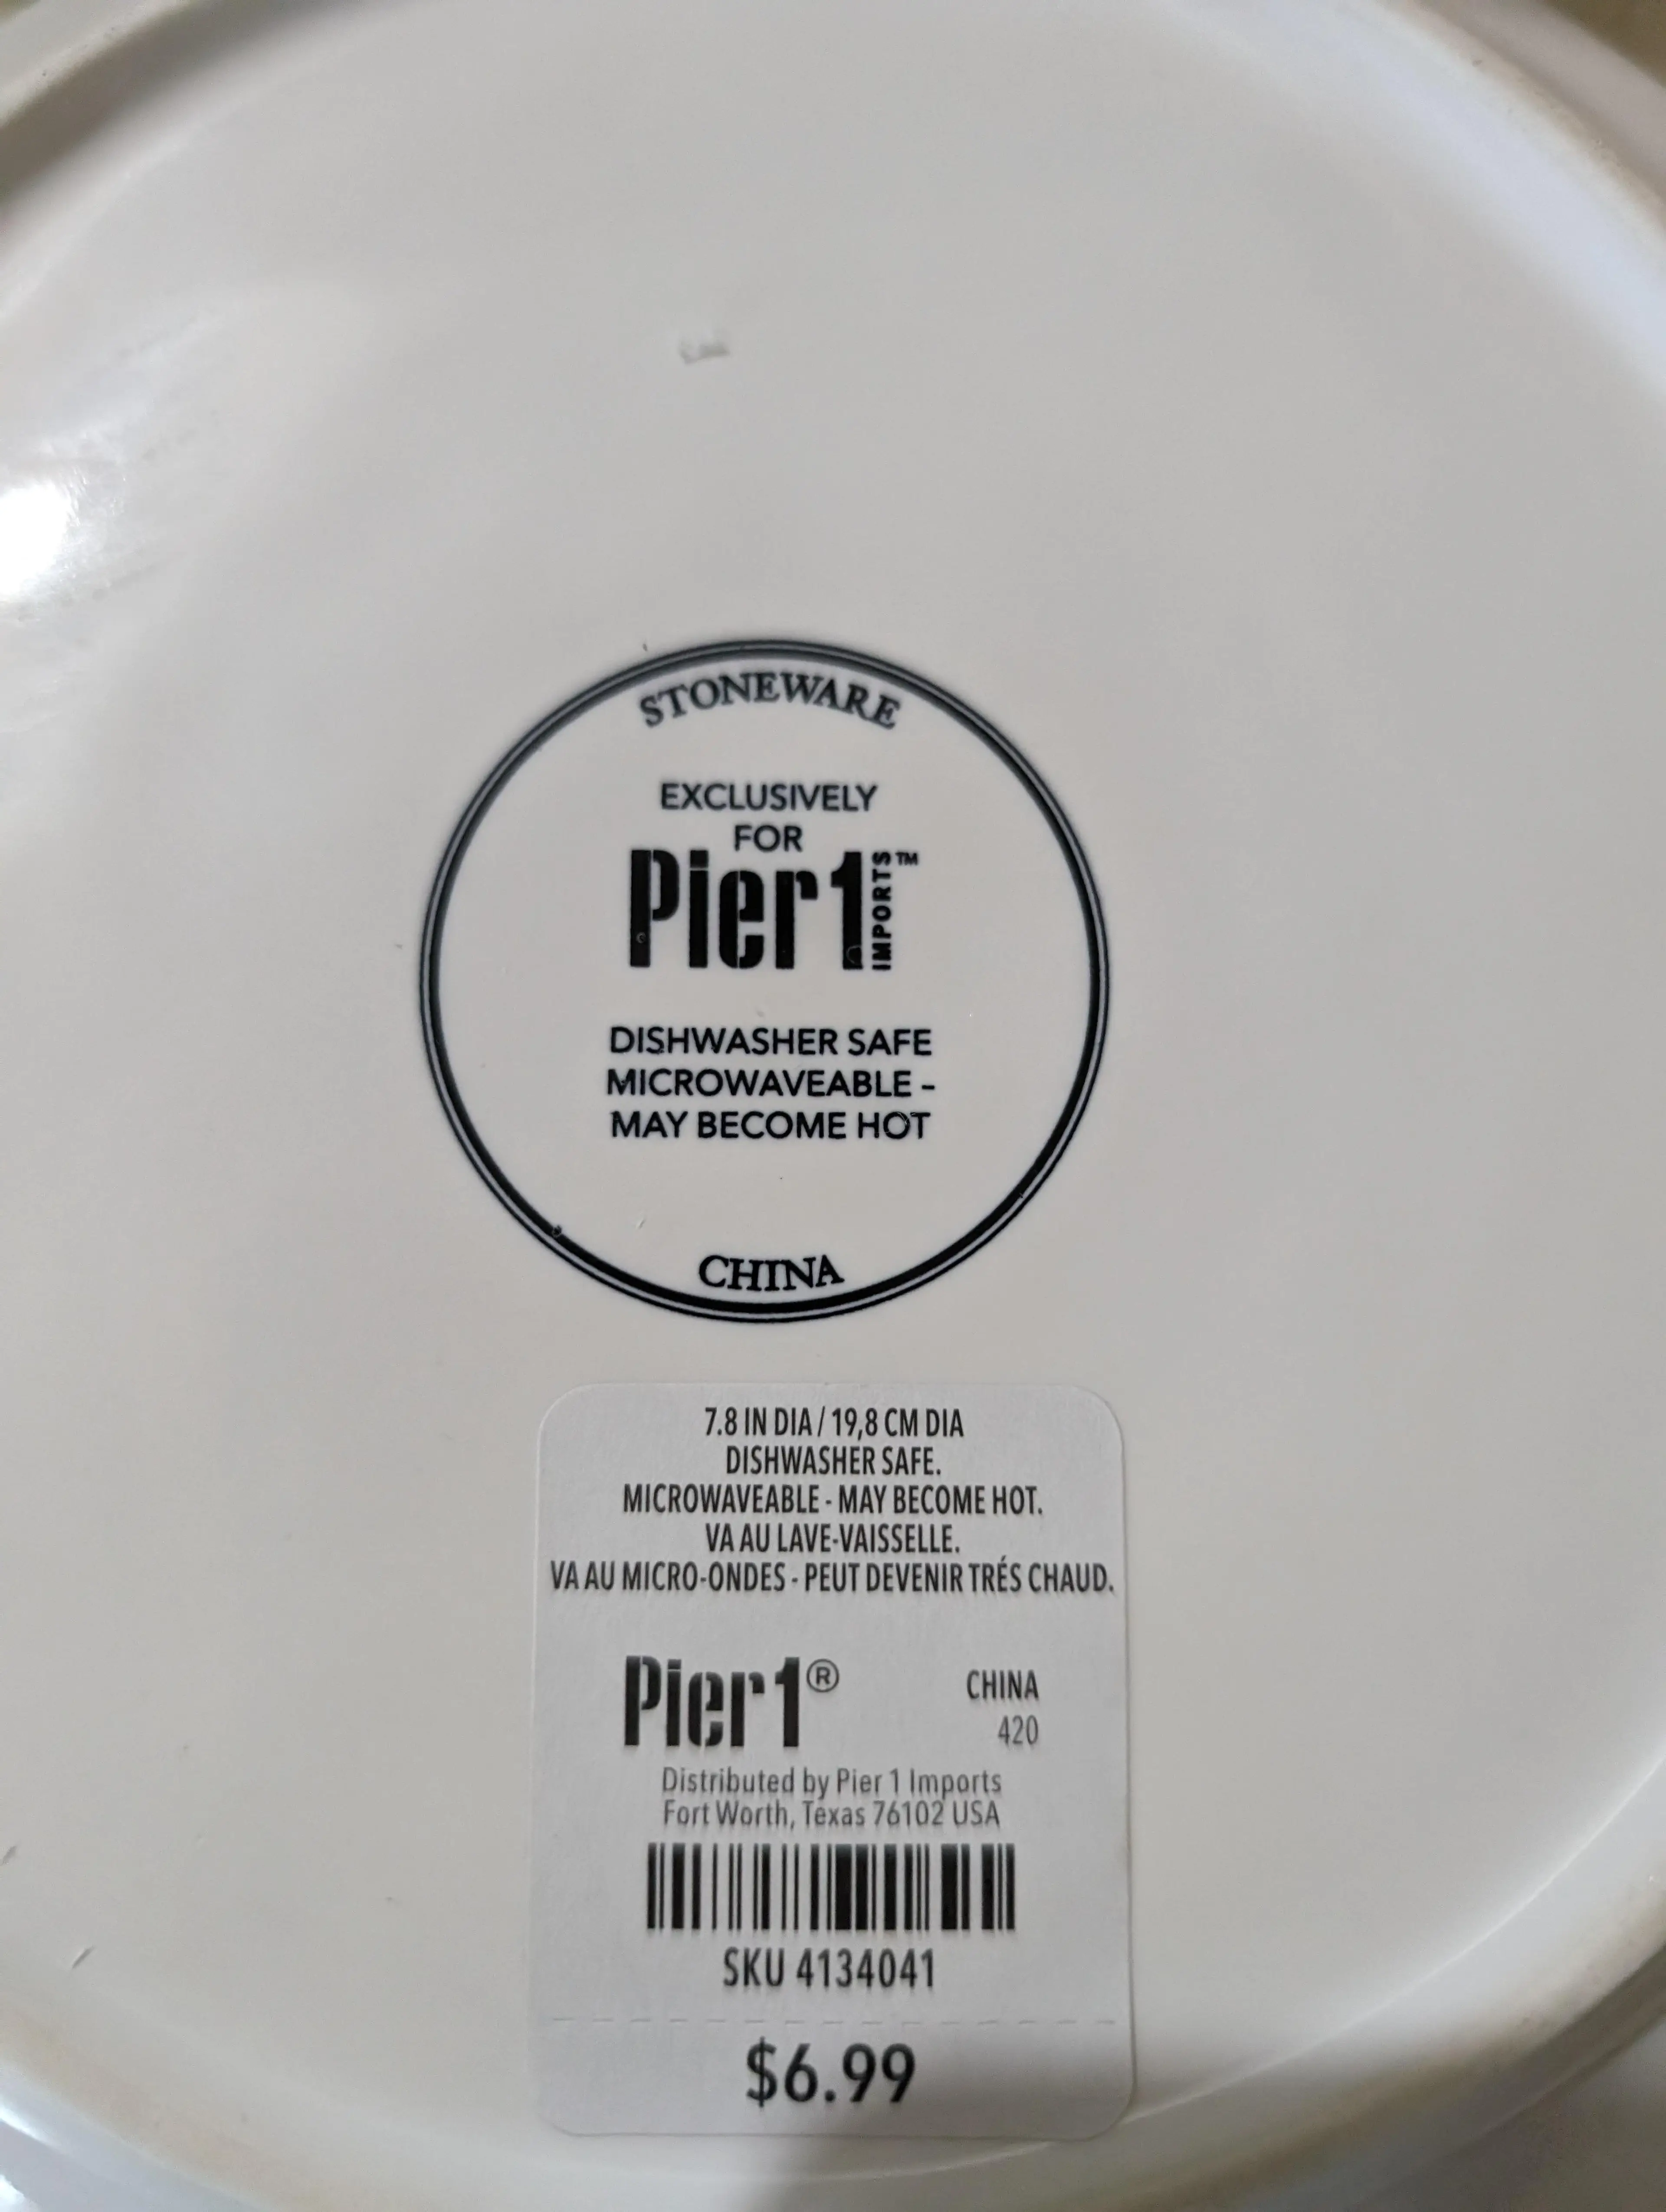 STONEWARE
EXCLUSIVELY
FOR
Pier1 IMPORTS™
DISHWASHER SAFE
MICROWAVEABLE -
MAY BECOME HOT
CHINA
7.8 IN DIA / 19,8 CM DIA
DISHWASHER SAFE.
MICROWAVEABLE - MAY BECOME HOT.
VA AU LAVE-VAISSELLE.
VA AU MICRO-ONDES - PEUT DEVENIR TRÉS CHAUD.
Pier1® CHINA
420
Distributed by Pier 1 Imports
Fort Worth, Texas 76102 USA
SKU 4134041
$6.99